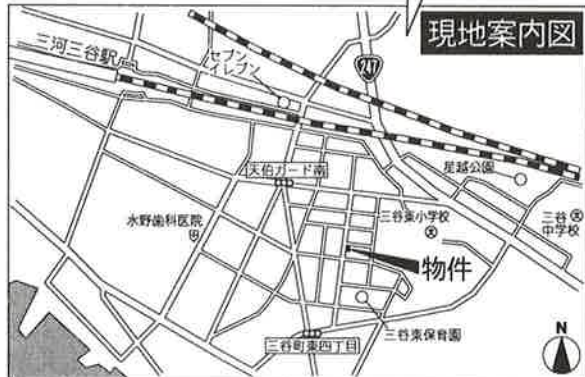 現地案内図
三河三谷駅
セブン
イレブン
247
星越公園
天伯ガード南
三谷東小学校
三谷
中学校
水野歯科医院
物件
三谷東保育園
三谷町東四丁目
N